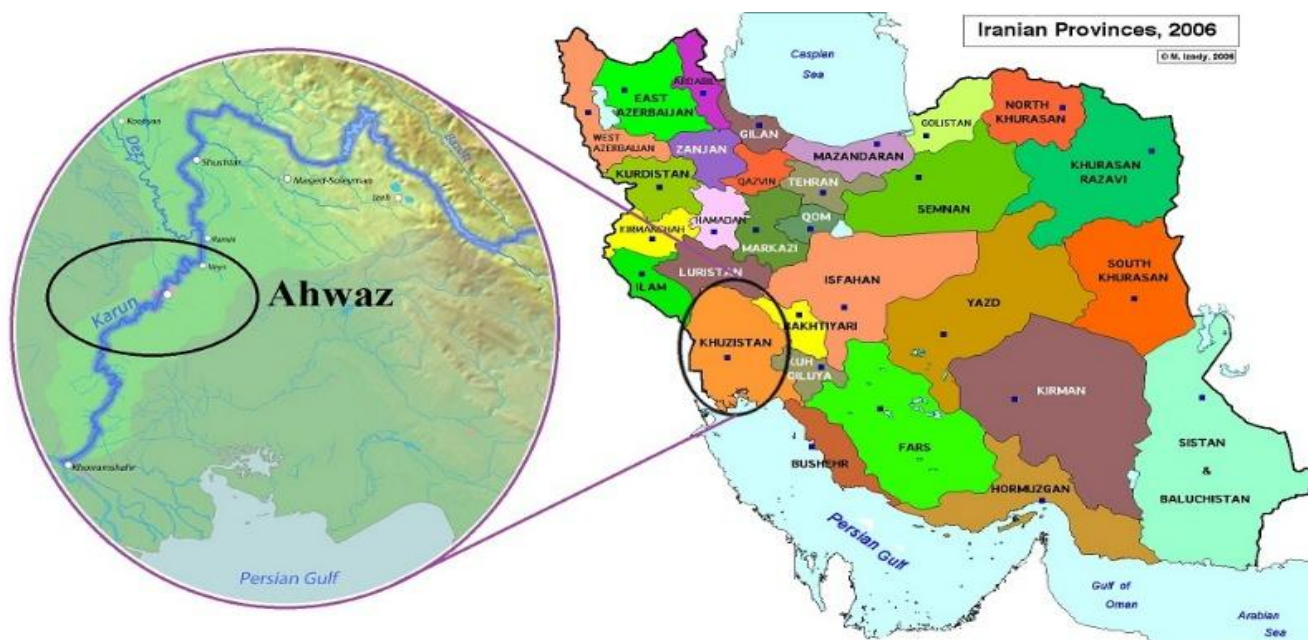 Iranian Provinces, 2006
© M. Izady, 2006
Caspian
Sea
ARDABIL
EAST
AZERBAIJAN
WEST
AZERBAIJAN
GILAN
ZANJAN
MAZANDARAN
GOLISTAN
NORTH
KHURASAN
KHURASAN
RAZAVI
KURDISTAN
QAZVIN
TEHRAN
SEMNAN
HAMADAN
QOM
MARKAZI
KIRMANSHAH
LURISTAN
ILAM
ISFAHAN
YAZD
SOUTH
KHURASAN
KHUZISTAN
BAKHTIYARI
KUH
GILUYA
KIRMAN
FARS
BUSHEHR
SISTAN
&
BALUCHISTAN
HORMUZGAN
Persian Gulf
Gulf of
Oman
Arabian
Sea
Dez
Shushtar
Masjed-Soleyman
Izeh
Veys
Ahwaz
Karun
Khorramshahr
Persian Gulf